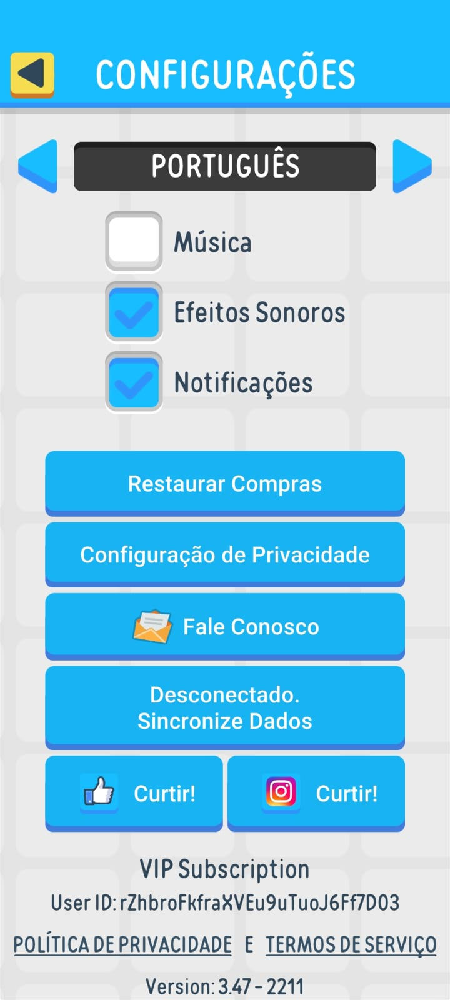 CONFIGURAÇÕES
PORTUGUÊS
Música
Efeitos Sonoros
Notificações
Restaurar Compras
Configuração de Privacidade
Fale Conosco
Desconectado.
Sincronize Dados
Curtir! Curtir!
VIP Subscription
User ID: rZhbroFkfraXVEu9uTuoJ6Ff7D03
POLÍTICA DE PRIVACIDADE E TERMOS DE SERVIÇO
Version: 3.47 - 2211